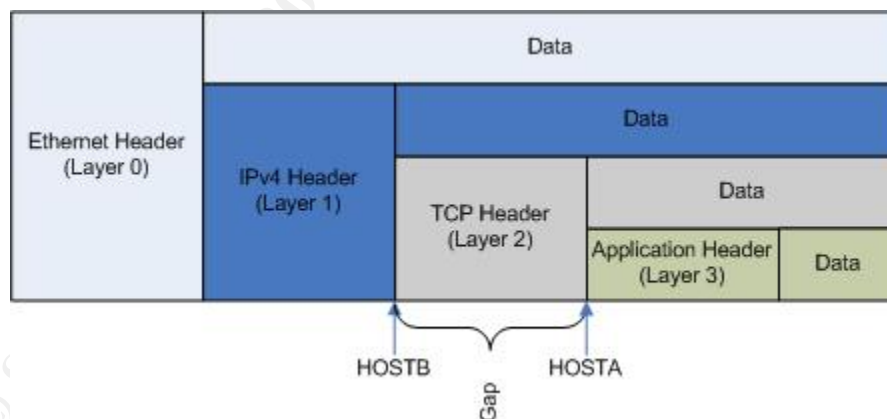 Data
Ethernet Header
(Layer 0)
IPv4 Header
(Layer 1)
Data
TCP Header
(Layer 2)
Data
Application Header
(Layer 3)
Data
HOSTB
HOSTA
Gap